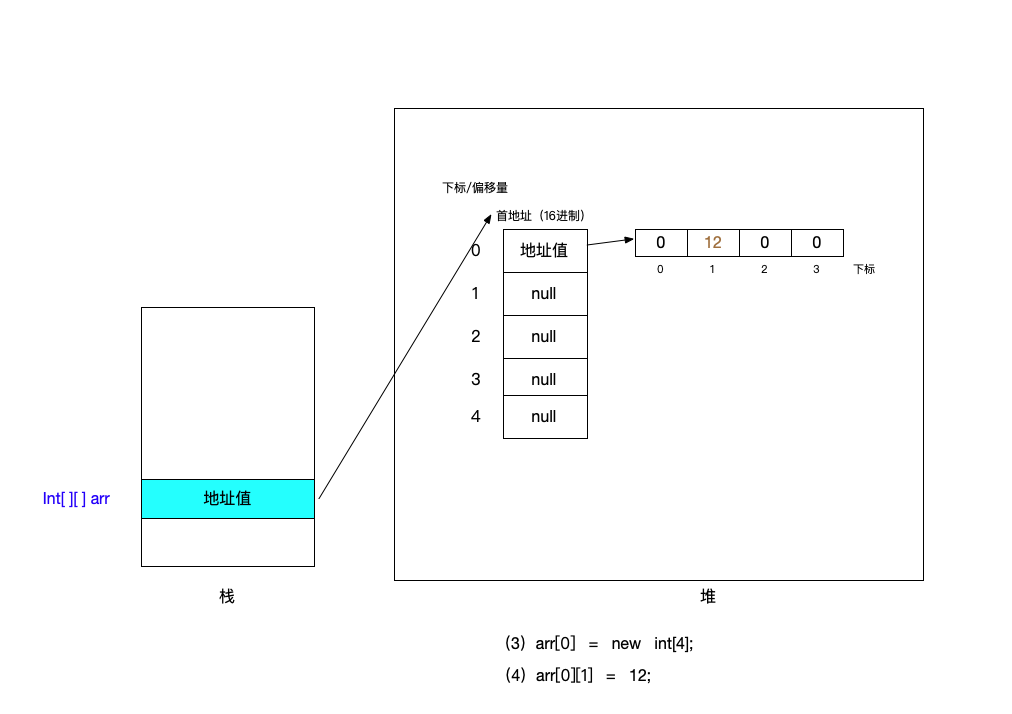 下标/偏移量
首地址（16进制）
0 地址值 0 12 0 0
0 1 2 3 下标
1 null
2 null
3 null
4 null
Int[ ][ ] arr 地址值
栈 堆
(3) arr[0] = new int[4];
(4) arr[0][1] = 12;